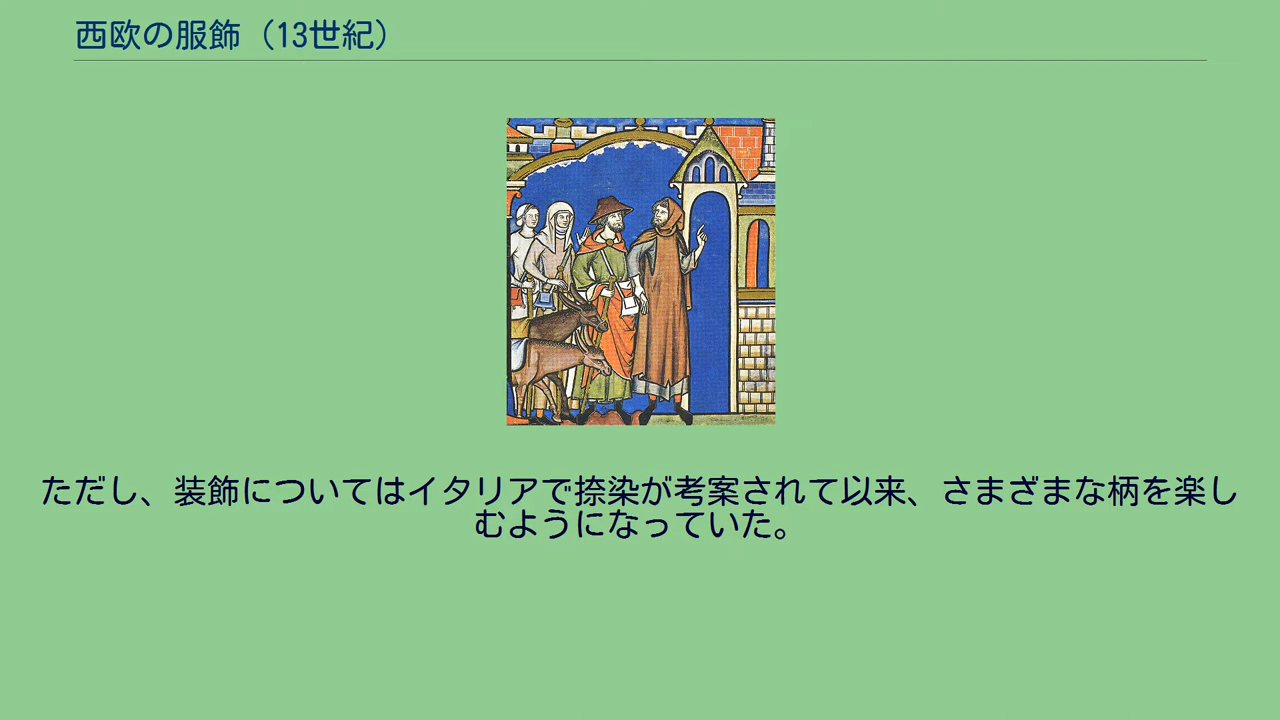 西欧の服飾（13世紀）
ただし、装飾についてはイタリアで捺染が考案されて以来、さまざまな柄を楽し
むようになっていた。